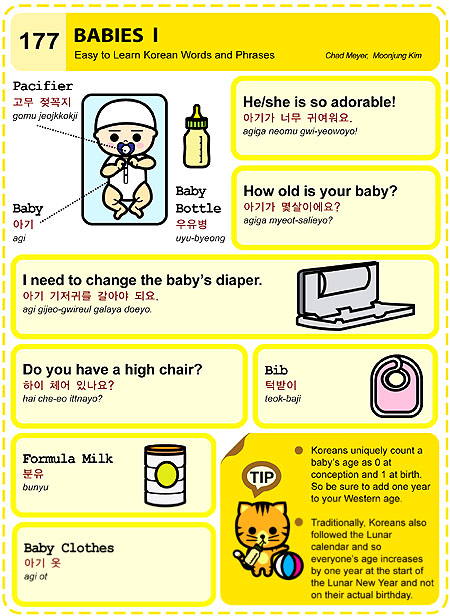 177
BABIES I
Easy to Learn Korean Words and Phrases
Chad Meyer, Moonjung Kim
Pacifier
고무 젖꼭지
gomu jeojkkokji
Baby
아기
agi
Baby
Bottle
우유병
uyu-byeong
He/she is so adorable!
아기가 너무 귀여워요.
agiga neomu gwi-yeowoyo!
How old is your baby?
아기가 몇살이에요?
agiga myeot-salieyo?
I need to change the baby's diaper.
아기 기저귀를 갈아야 되요.
agi gijeo-gwireul galaya doeyo.
Do you have a high chair?
하이 체어 있나요?
hai che-eo ittnayo?
Bib
턱받이
teok-baji
Formula Milk
분유
bunyu
Baby Clothes
아기 옷
agi ot
TIP
Koreans uniquely count a
baby's age as 0 at
conception and 1 at birth.
So be sure to add one year
to your Western age.
Traditionally, Koreans also
followed the Lunar
calendar and so
everyone's age increases
by one year at the start of
the Lunar New Year and not
on their actual birthday.